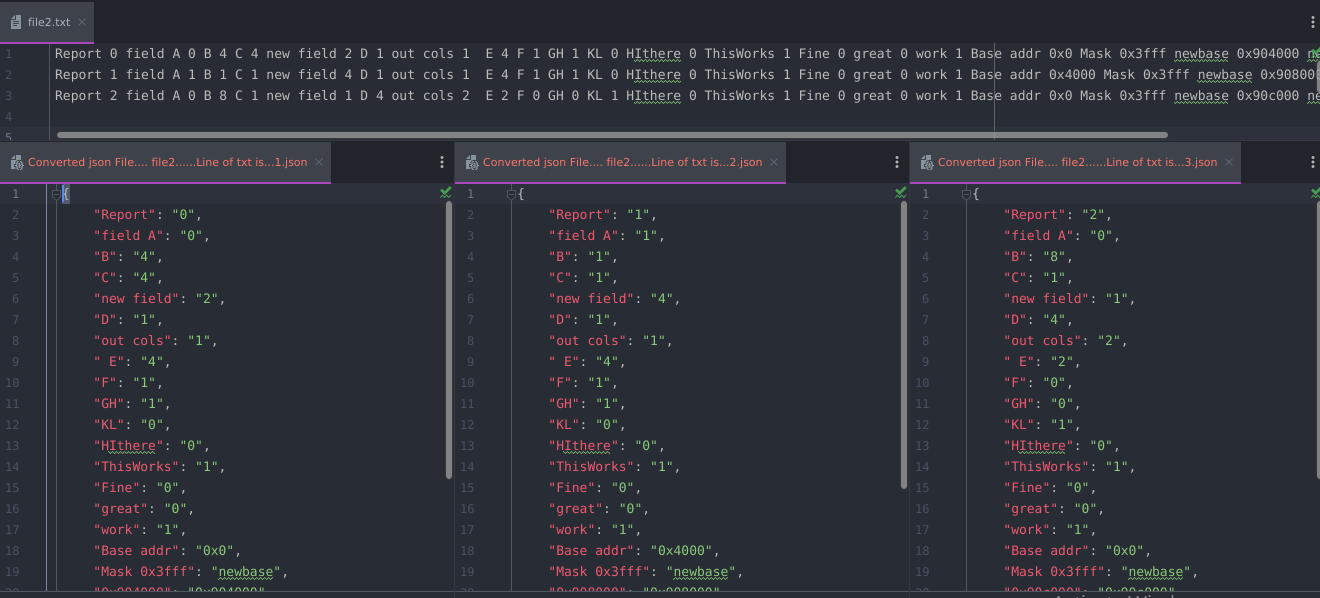 file2.txt
1 Report 0 field A 0 B 4 C 4 new field 2 D 1 out cols 1  E 4 F 1 GH 1 KL 0 HIthere 0 ThisWorks 1 Fine 0 great 0 work 1 Base addr 0x0 Mask 0x3fff newbase 0x904000
2 Report 1 field A 1 B 1 C 1 new field 4 D 1 out cols 1  E 4 F 1 GH 1 KL 0 HIthere 0 ThisWorks 1 Fine 0 great 0 work 1 Base addr 0x4000 Mask 0x3fff newbase 0x90800
3 Report 2 field A 0 B 8 C 1 new field 1 D 4 out cols 2  E 2 F 0 GH 0 KL 1 HIthere 0 ThisWorks 1 Fine 0 great 0 work 1 Base addr 0x0 Mask 0x3fff newbase 0x90c000
4
5
Converted json File.... file2......Line of txt is...1.json
1 {
2 "Report": "0",
3 "field A": "0",
4 "B": "4",
5 "C": "4",
6 "new field": "2",
7 "D": "1",
8 "out cols": "1",
9 " E": "4",
10 "F": "1",
11 "GH": "1",
12 "KL": "0",
13 "HIthere": "0",
14 "ThisWorks": "1",
15 "Fine": "0",
16 "great": "0",
17 "work": "1",
18 "Base addr": "0x0",
19 "Mask 0x3fff": "newbase",
20 "0x904000": "0x904000"
Converted json File.... file2......Line of txt is...2.json
1 {
2 "Report": "1",
3 "field A": "1",
4 "B": "1",
5 "C": "1",
6 "new field": "4",
7 "D": "1",
8 "out cols": "1",
9 " E": "4",
10 "F": "1",
11 "GH": "1",
12 "KL": "0",
13 "HIthere": "0",
14 "ThisWorks": "1",
15 "Fine": "0",
16 "great": "0",
17 "work": "1",
18 "Base addr": "0x4000",
19 "Mask 0x3fff": "newbase",
20 "0x908000": "0x908000"
Converted json File.... file2......Line of txt is...3.json
1 {
2 "Report": "2",
3 "field A": "0",
4 "B": "8",
5 "C": "1",
6 "new field": "1",
7 "D": "4",
8 "out cols": "2",
9 " E": "2",
10 "F": "0",
11 "GH": "0",
12 "KL": "1",
13 "HIthere": "0",
14 "ThisWorks": "1",
15 "Fine": "0",
16 "great": "0",
17 "work": "1",
18 "Base addr": "0x0",
19 "Mask 0x3fff": "newbase",
20 "0x90c000": "0x90c000"